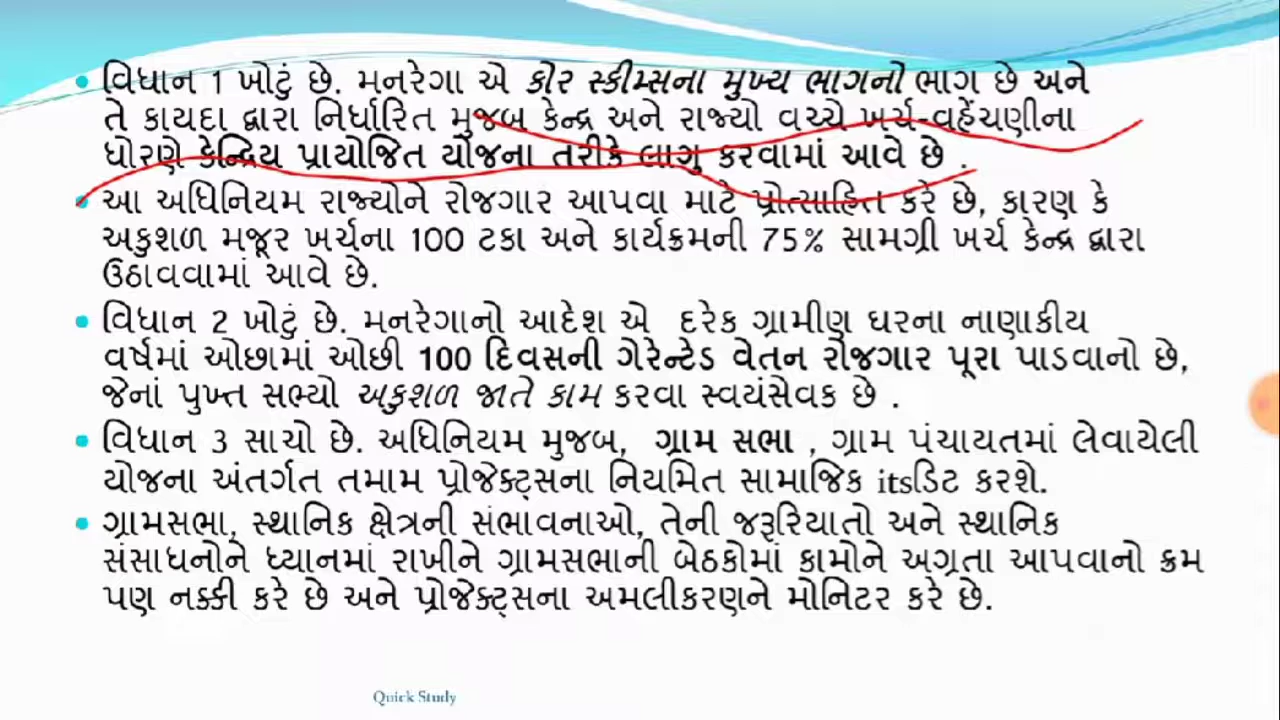 • વિધાન 1 ખોટું છે. મનરેગા એ કોર સ્કીમ્સના મુખ્ય ભાગનો ભાગ છે અને
તે કાયદા દ્વારા નિર્ધારિત મુજબ કેન્દ્ર અને રાજ્યો વચ્ચે ખર્ચ-વહેંચણીના
ધોરણે કેન્દ્રિય પ્રાયોજિત યોજના તરીકે લાગુ કરવામાં આવે છે .
• આ અધિનિયમ રાજ્યોને રોજગાર આપવા માટે પ્રોત્સાહિત કરે છે, કારણ કે
અકુશળ મજૂર ખર્ચના 100 ટકા અને કાર્યક્રમની 75% સામગ્રી ખર્ચ કેન્દ્ર દ્વારા
ઉઠાવવામાં આવે છે.
• વિધાન 2 ખોટું છે. મનરેગાનો આદેશ એ દરેક ગ્રામીણ ઘરના નાણાકીય
વર્ષમાં ઓછામાં ઓછી 100 દિવસની ગેરેન્ટેડ વેતન રોજગાર પૂરા પાડવાનો છે,
જેનાં પુખ્ત સભ્યો અકુશળ જાતે કામ કરવા સ્વયંસેવક છે .
• વિધાન 3 સાચો છે. અધિનિયમ મુજબ, ગ્રામ સભા , ગ્રામ પંચાયતમાં લેવાયેલી
યોજના અંતર્ગત તમામ પ્રોજેક્ટ્સના નિયમિત સામાજિક itsડિટ કરશે.
• ગ્રામસભા, સ્થાનિક ક્ષેત્રની સંભાવનાઓ, તેની જરૂરિયાતો અને સ્થાનિક
સંસાધનોને ધ્યાનમાં રાખીને ગ્રામસભાની બેઠકોમાં કામોને અગ્રતા આપવાનો ક્રમ
પણ નક્કી કરે છે અને પ્રોજેક્ટ્સના અમલીકરણને મોનિટર કરે છે.
Quick Study